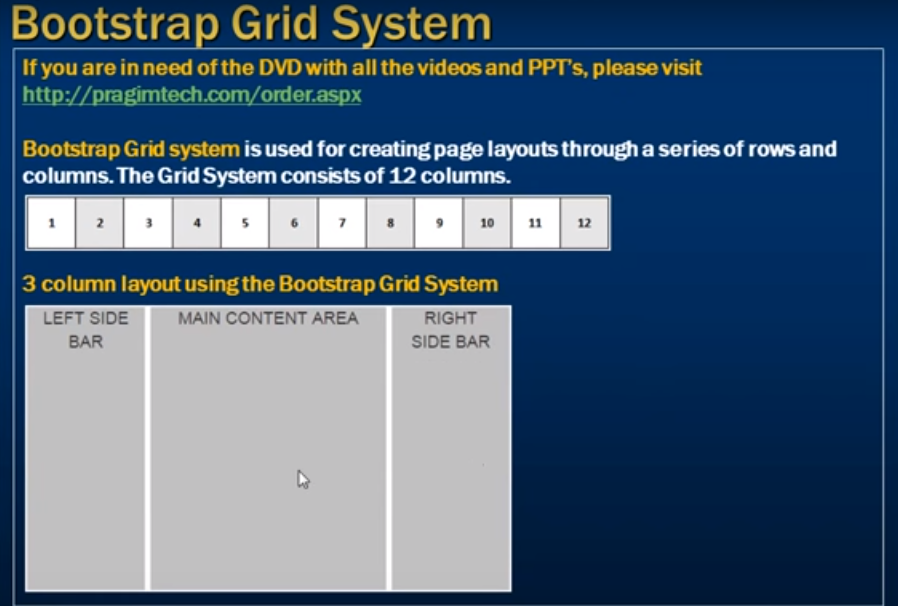 Bootstrap Grid System
If you are in need of the DVD with all the videos and PPT's, please visit
http://pragimtech.com/order.aspx
Bootstrap Grid system is used for creating page layouts through a series of rows and
columns. The Grid System consists of 12 columns.
1 2 3 4 5 6 7 8 9 10 11 12
3 column layout using the Bootstrap Grid System
LEFT SIDE MAIN CONTENT AREA RIGHT
BAR SIDE BAR